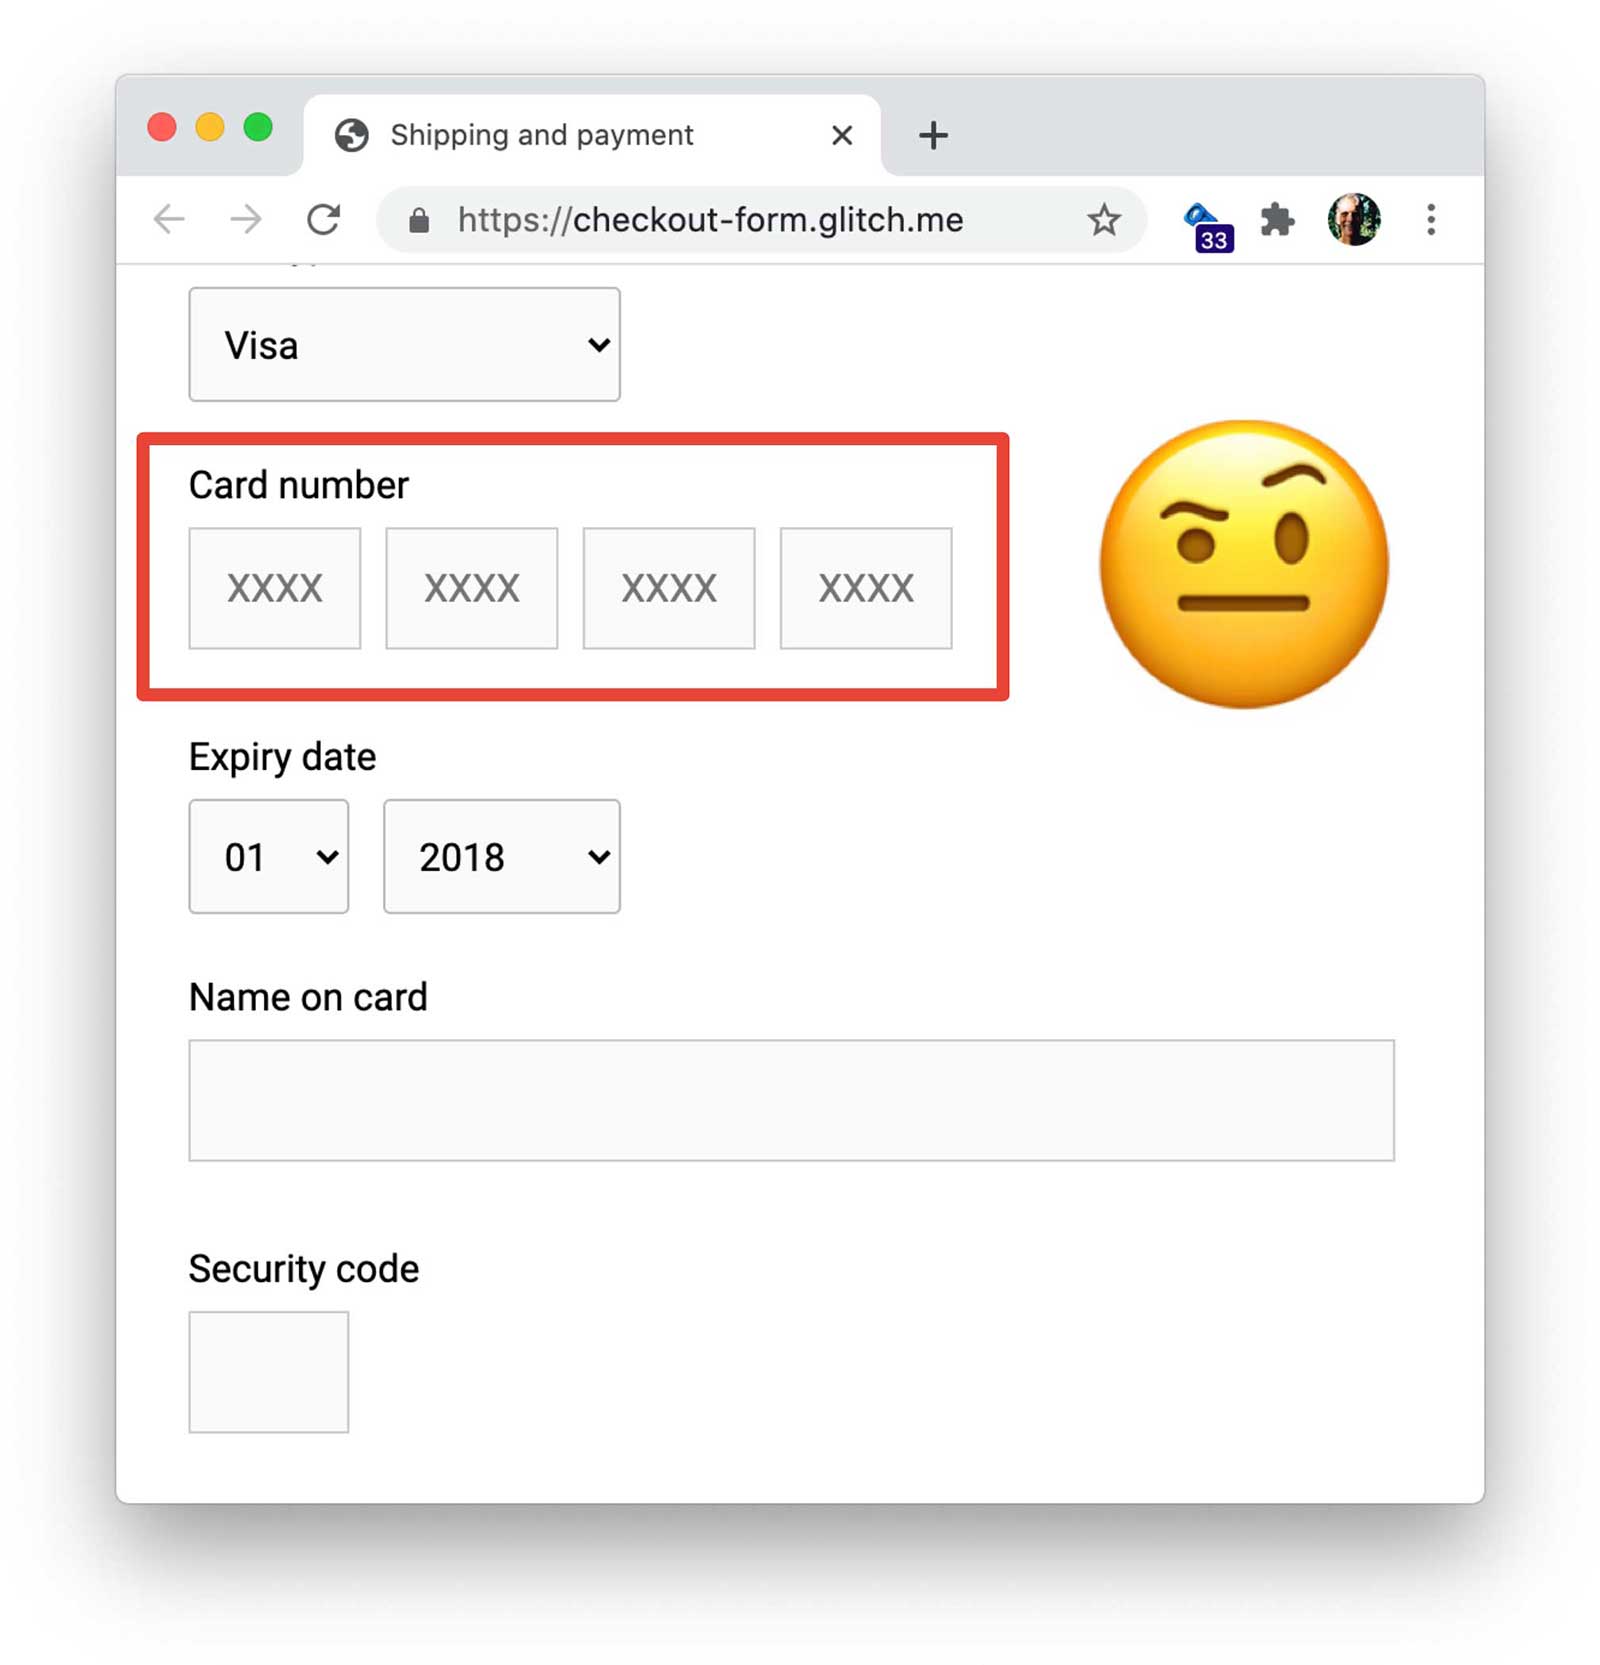 Shipping and payment
https://checkout-form.glitch.me
33
Visa
Card number
XXXX XXXX XXXX XXXX
Expiry date
01 2018
Name on card
Security code